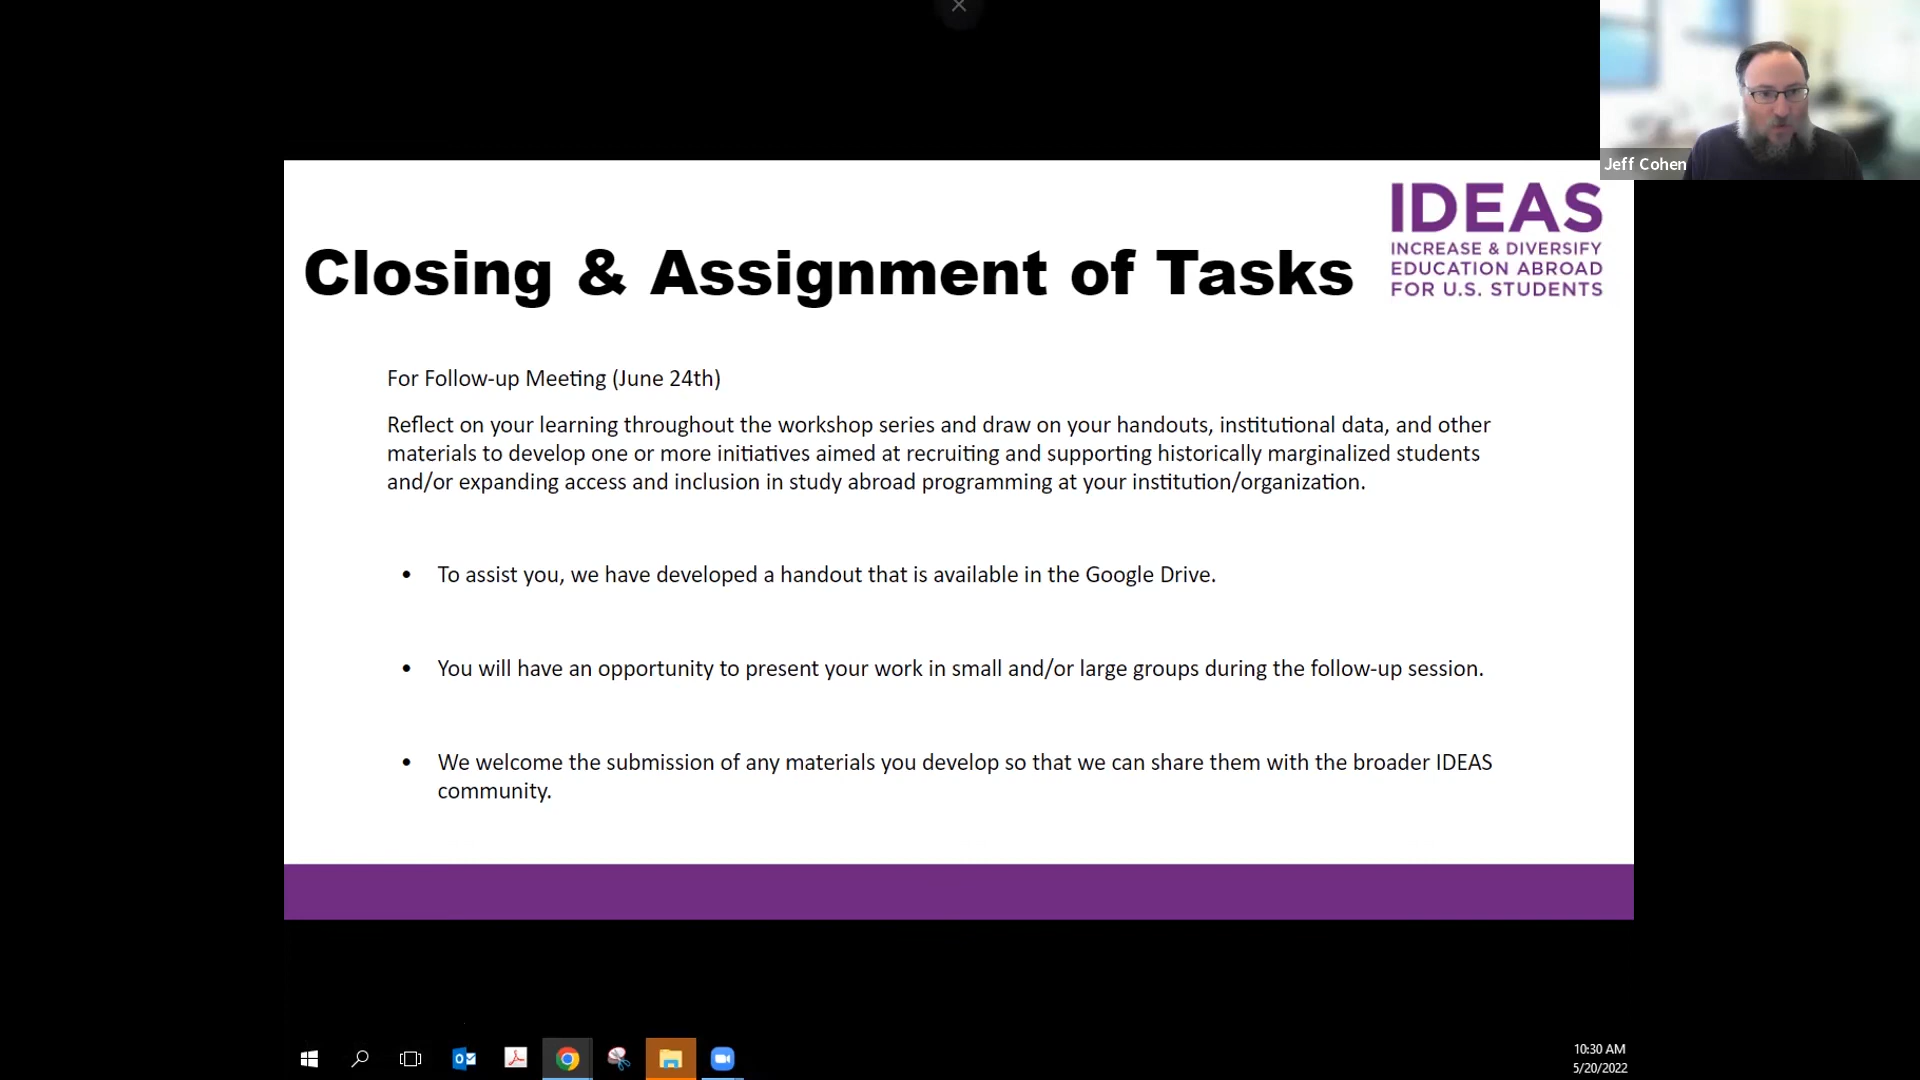 Jeff Cohen
IDEAS
INCREASE & DIVERSIFY
EDUCATION ABROAD
FOR U.S. STUDENTS
Closing & Assignment of Tasks
For Follow-up Meeting (June 24th)
Reflect on your learning throughout the workshop series and draw on your handouts, institutional data, and other
materials to develop one or more initiatives aimed at recruiting and supporting historically marginalized students
and/or expanding access and inclusion in study abroad programming at your institution/organization.
• To assist you, we have developed a handout that is available in the Google Drive.
• You will have an opportunity to present your work in small and/or large groups during the follow-up session.
• We welcome the submission of any materials you develop so that we can share them with the broader IDEAS
community.
10:30 AM
5/20/2022